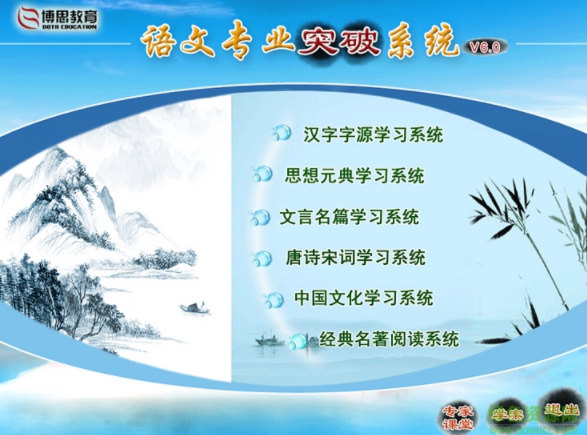 博思教育
语文专业突破系统 V6.0
汉字字源学习系统
思想元典学习系统
文言名篇学习系统
唐诗宋词学习系统
中国文化学习系统
经典名著阅读系统
专家课堂
学案
退出